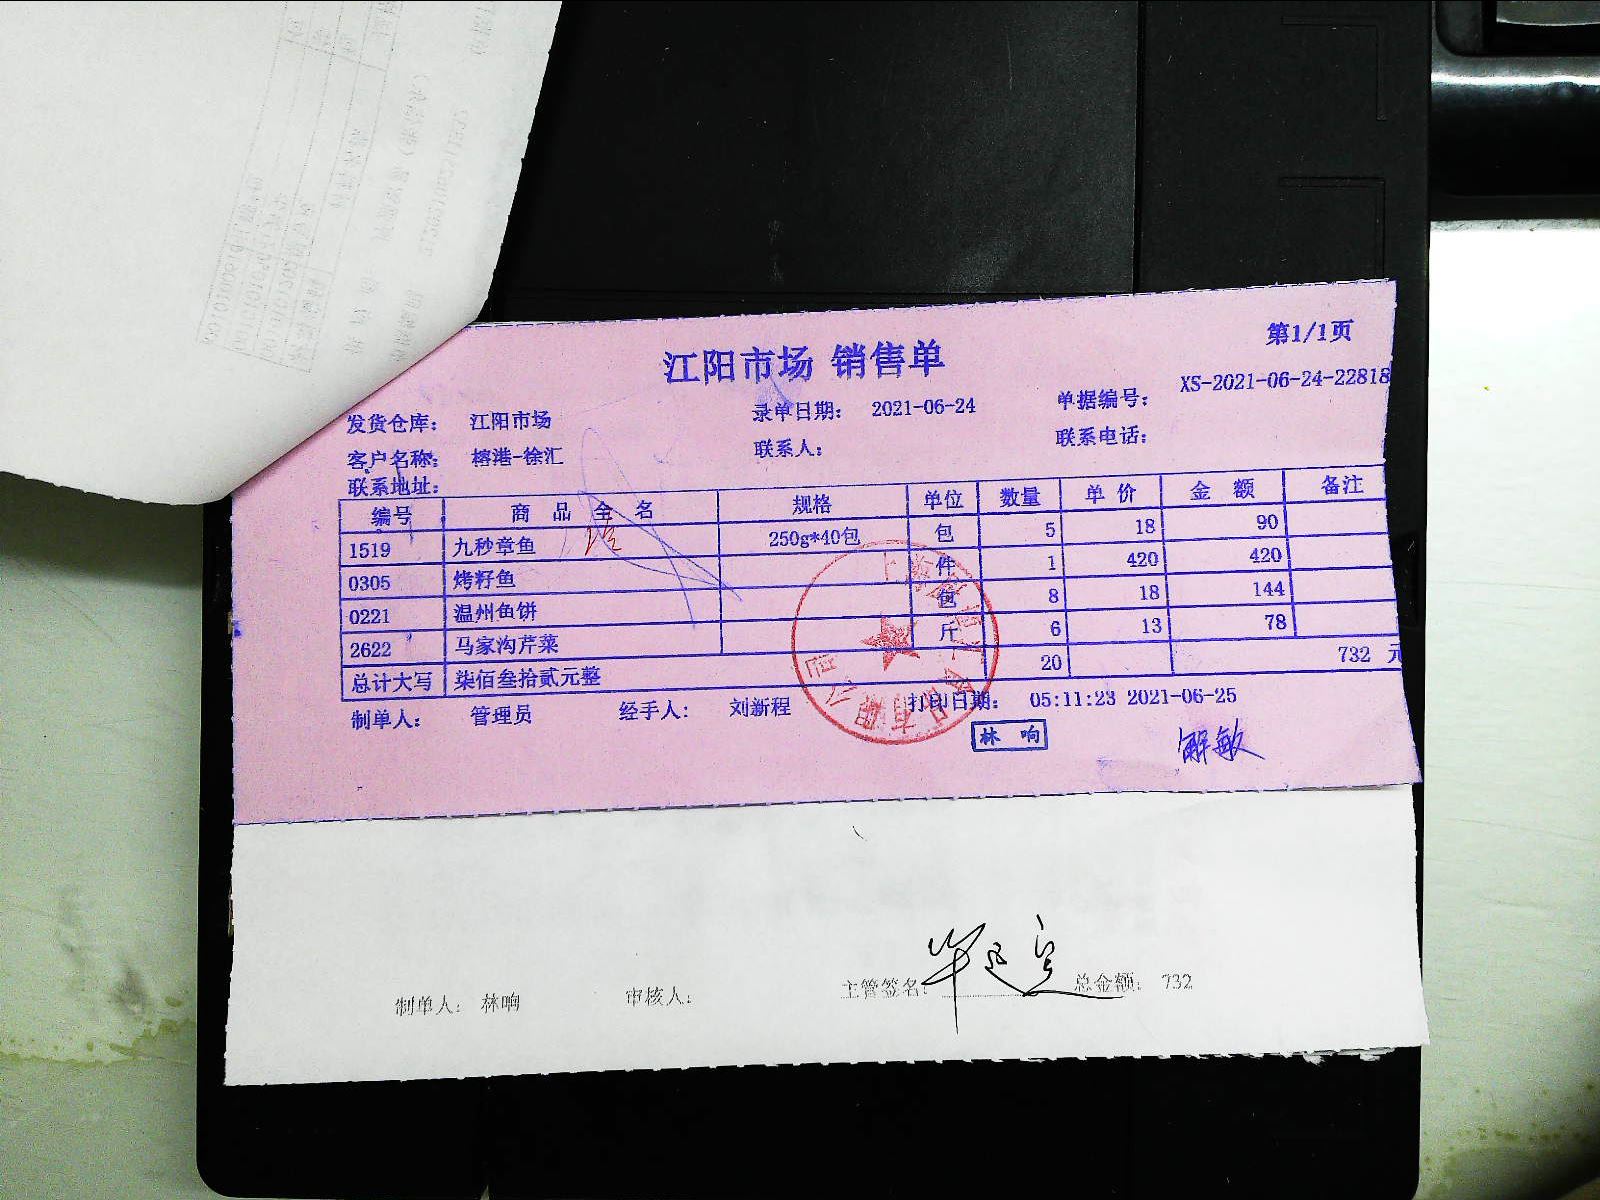 第1/1页
江阳市场 销售单
发货仓库： 江阳市场 录单日期： 2021-06-24 单据编号： XS-2021-06-24-22818
客户名称： 榕港-徐汇 联系人： 联系电话：
联系地址：
编号 商 品 全 名 规格 单位 数量 单 价 金 额 备注
1519 九秒章鱼 250g*40包 包 5 18 90
0305 烤籽鱼 件 1 420 420
0221 温州鱼饼 包 8 18 144
2622 马家沟芹菜 斤 6 13 78
总计大写 柒佰叁拾贰元整 20 732 元
制单人： 管理员 经手人： 刘新程 打印日期： 05:11:23 2021-06-25
林 响
解敏
制单人： 林响 审核人： 主管签名： 总金额： 732